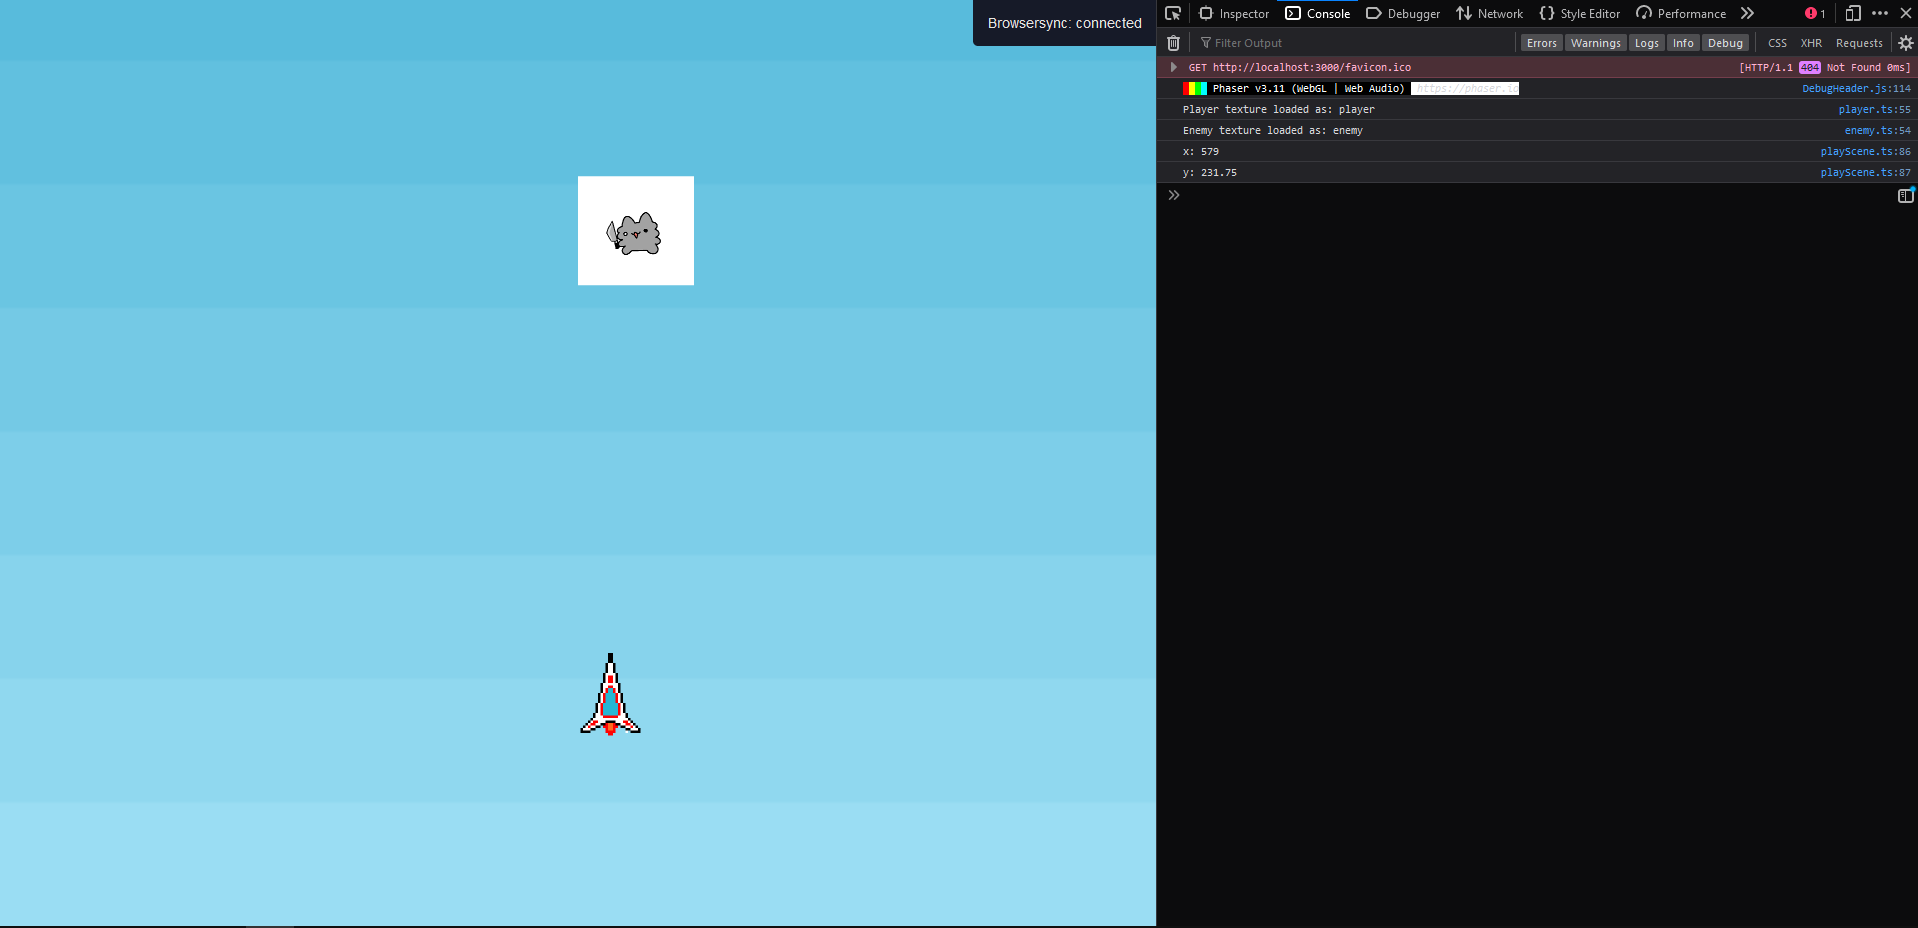 Browsersync: connected
Inspector Console Debugger Network Style Editor Performance 1
Filter Output Errors Warnings Logs Info Debug CSS XHR Requests
GET http://localhost:3000/favicon.ico [HTTP/1.1 404 Not Found 0ms]
Phaser v3.11 (WebGL | Web Audio) https://phaser.io DebugHeader.js:114
Player texture loaded as: player player.ts:55
Enemy texture loaded as: enemy enemy.ts:54
x: 579 playScene.ts:86
y: 231.75 playScene.ts:87